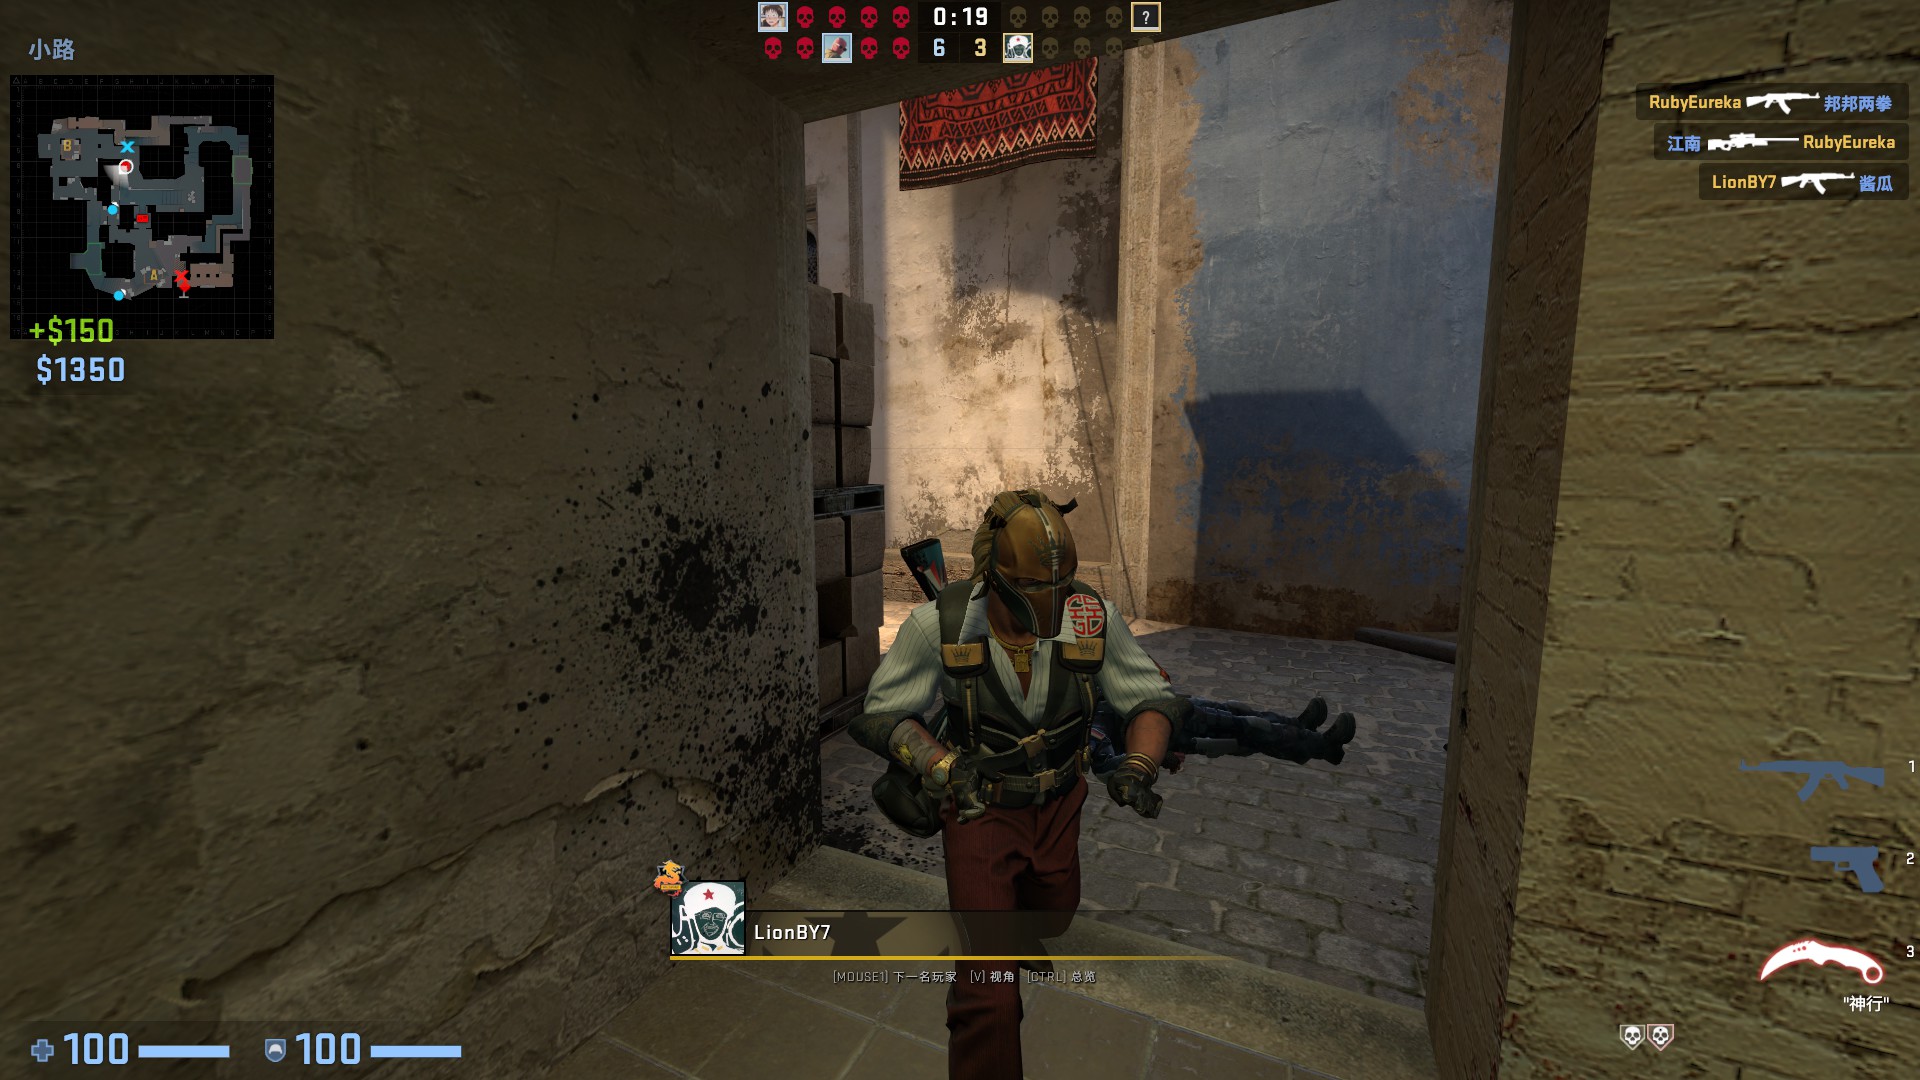 0:19
?
小路
6 3
B
A
RubyEureka 邦邦两拳
江南 RubyEureka
LionBY7 酱瓜
+$150
$1350
1
2
3
"神行"
LionBY7
[MOUSE1] 下一名玩家 [V] 视角 [CTRL] 总览
100 100